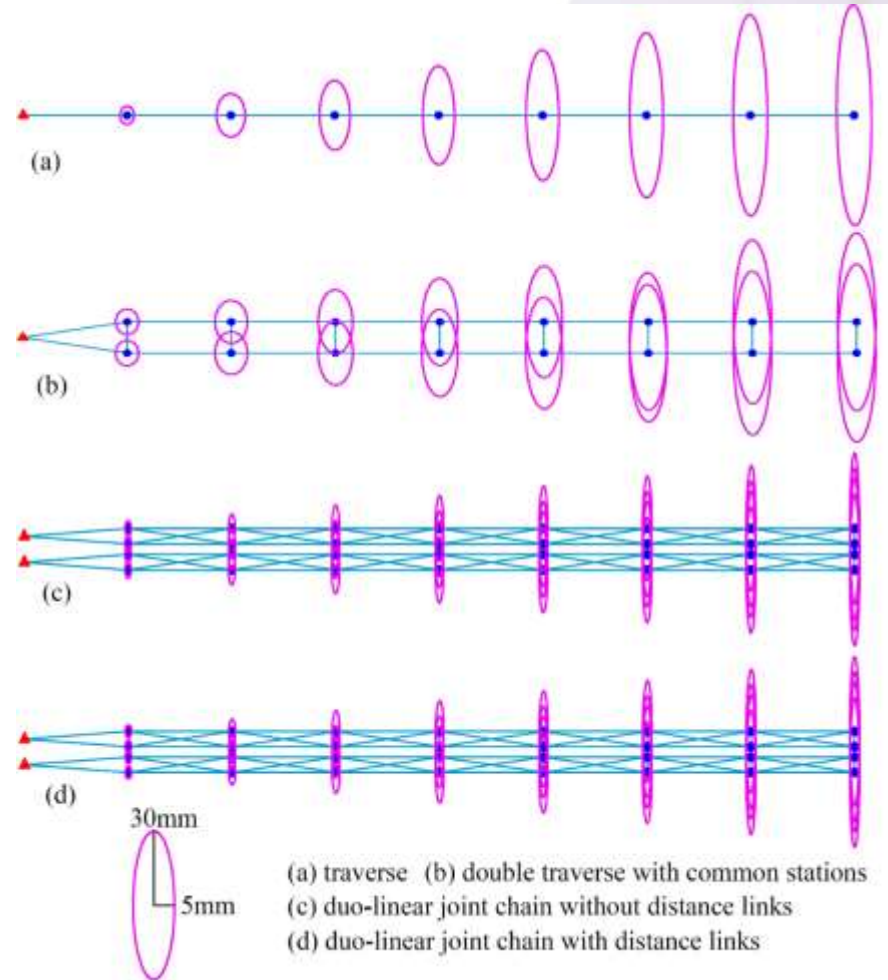 (a)
(b)
(c)
(d)
30mm
5mm
(a) traverse (b) double traverse with common stations
(c) duo-linear joint chain without distance links
(d) duo-linear joint chain with distance links